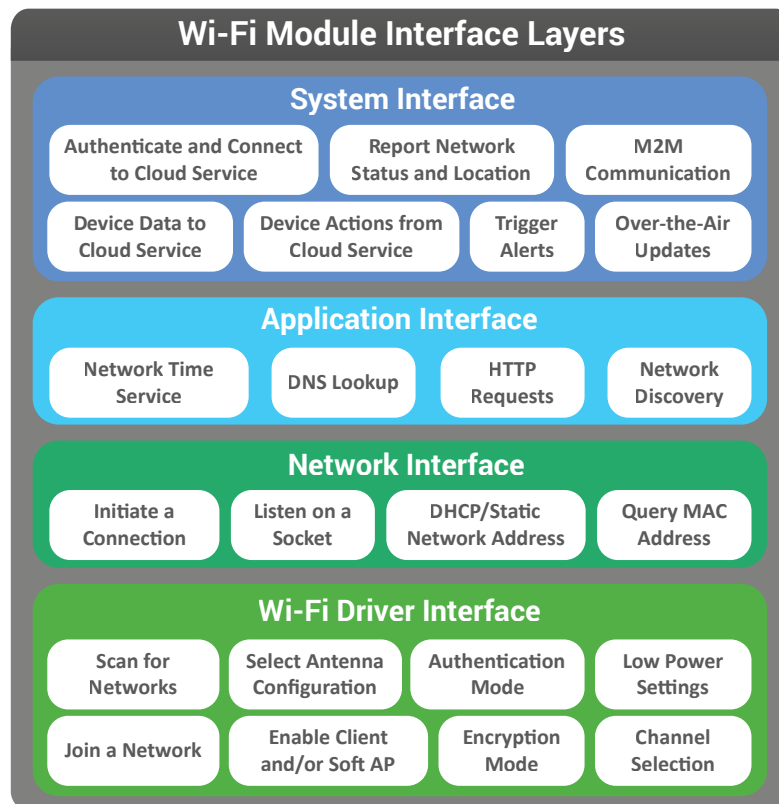 Wi-Fi Module Interface Layers
System Interface
Authenticate and Connect
to Cloud Service
Report Network
Status and Location
M2M
Communication
Device Data to
Cloud Service
Device Actions from
Cloud Service
Trigger
Alerts
Over-the-Air
Updates
Application Interface
Network Time
Service
DNS Lookup
HTTP
Requests
Network
Discovery
Network Interface
Initiate a
Connection
Listen on a
Socket
DHCP/Static
Network Address
Query MAC
Address
Wi-Fi Driver Interface
Scan for
Networks
Select Antenna
Configuration
Authentication
Mode
Low Power
Settings
Join a Network
Enable Client
and/or Soft AP
Encryption
Mode
Channel
Selection